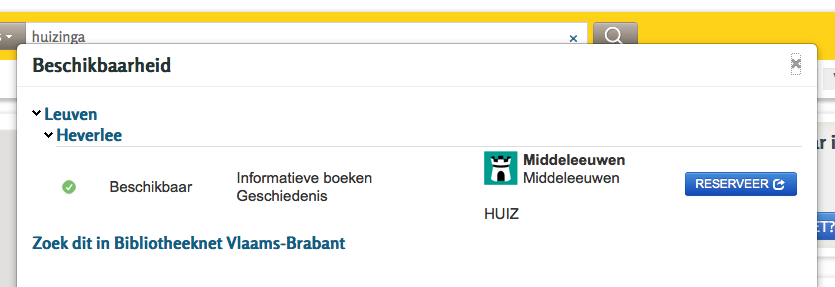 huizinga
×
Beschikbaarheid
×
Leuven
Heverlee
Beschikbaar
Informatieve boeken
Geschiedenis
Middeleeuwen
Middeleeuwen
HUIZ
RESERVEER
Zoek dit in Bibliotheeknet Vlaams-Brabant